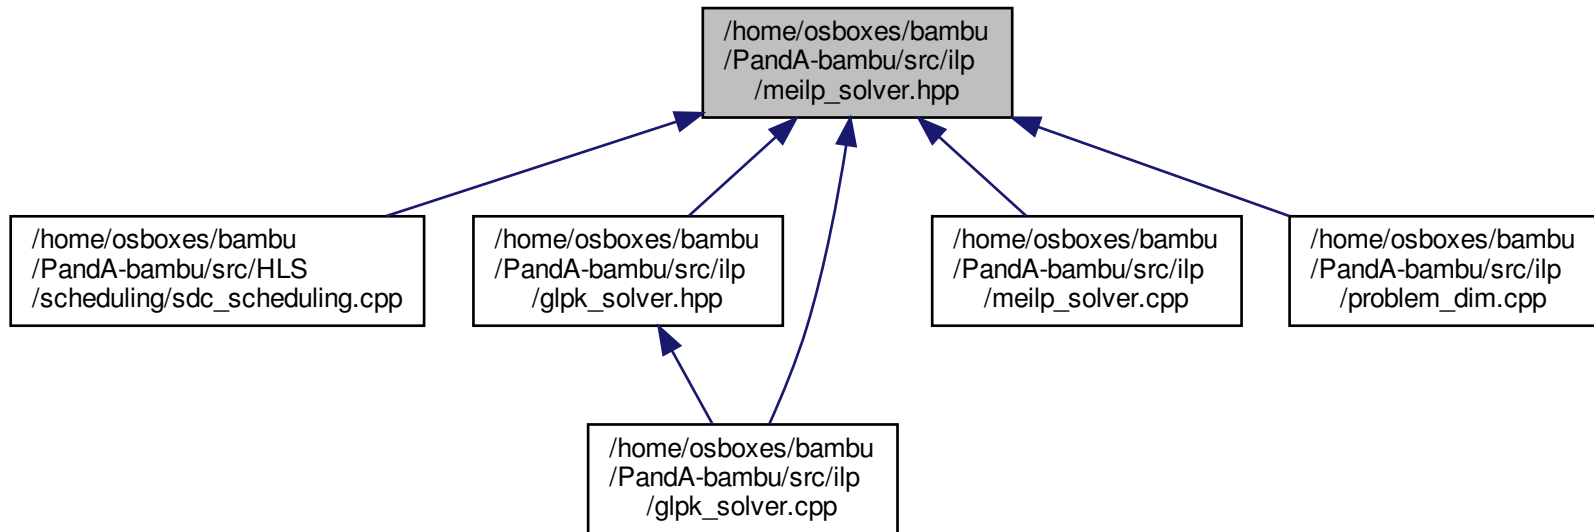 /home/osboxes/bambu
/PandA-bambu/src/ilp
/meilp_solver.hpp
/home/osboxes/bambu
/PandA-bambu/src/HLS
/scheduling/sdc_scheduling.cpp
/home/osboxes/bambu
/PandA-bambu/src/ilp
/glpk_solver.hpp
/home/osboxes/bambu
/PandA-bambu/src/ilp
/meilp_solver.cpp
/home/osboxes/bambu
/PandA-bambu/src/ilp
/problem_dim.cpp
/home/osboxes/bambu
/PandA-bambu/src/ilp
/glpk_solver.cpp